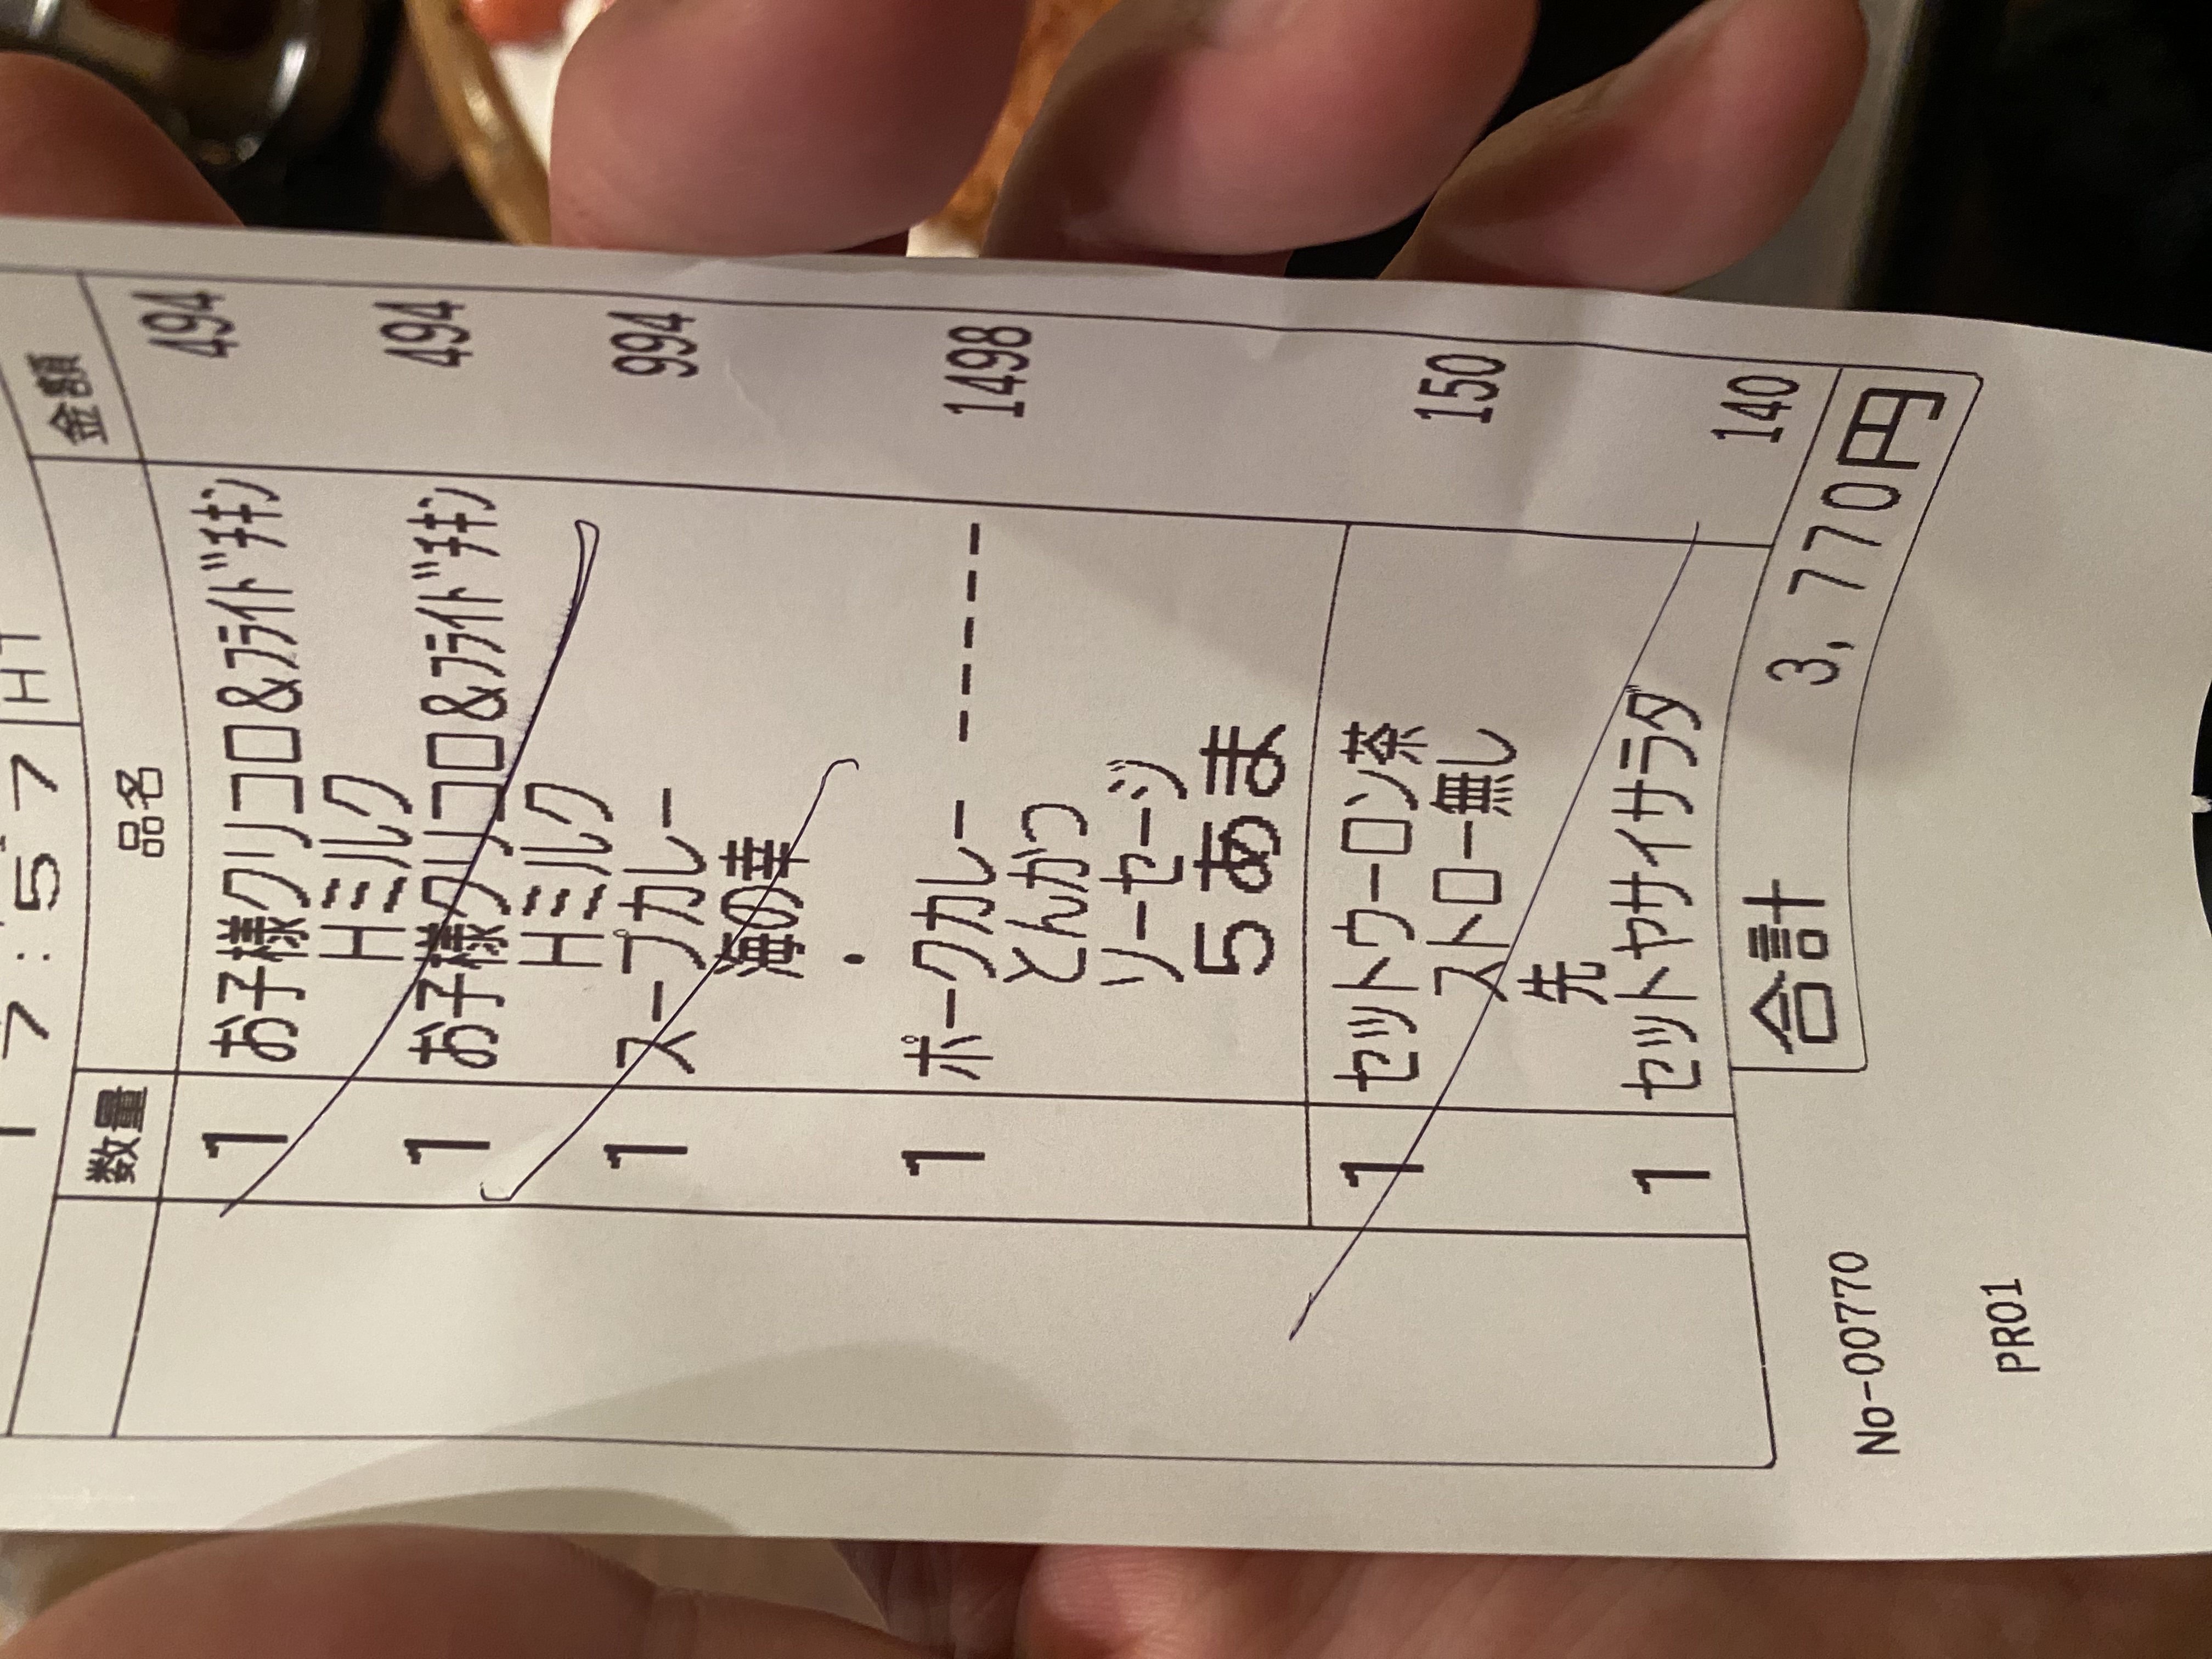 17:57 HT
数量 品名 金額
1 お子様クリコロ&フライドチキン 494
Hミルク
1 お子様クリコロ&フライドチキン 494
Hミルク
1 スープカレー 994
海の幸
・
1 ポークカレー ----- 1498
とんかつ
ソーセージ
5あま
1 セットウーロン茶 150
ストロー無し
先
1 セットヤサイサラダ 140
合計 3,770円
No-00770
PR01